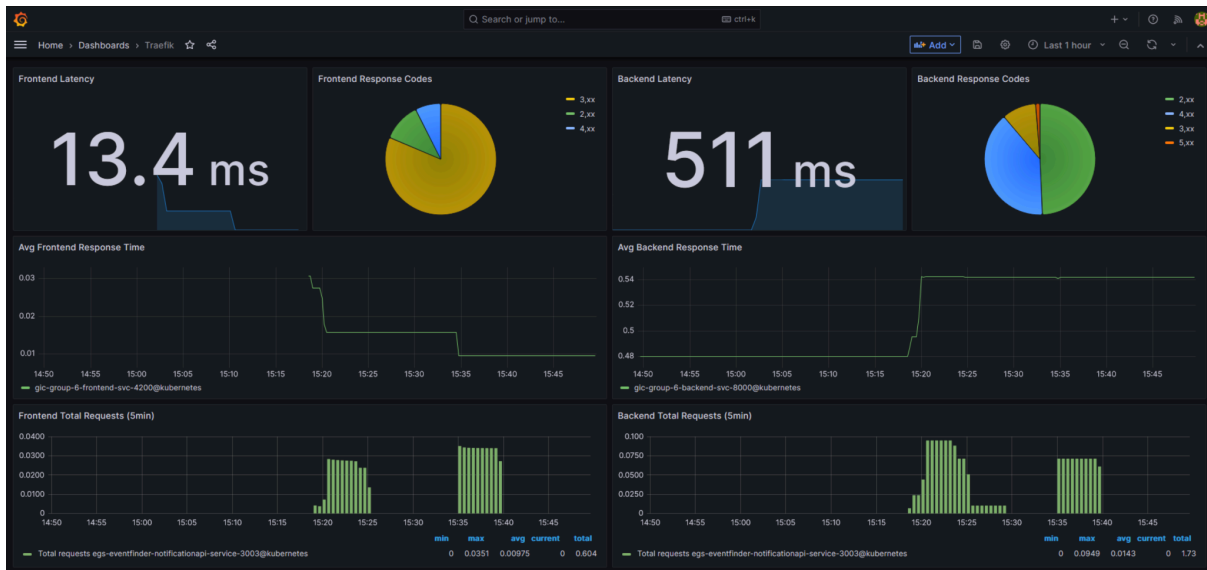 Search or jump to...
ctrl+k
Home › Dashboards › Traefik
Add
Last 1 hour
Frontend Latency
13.4 ms
Frontend Response Codes
3,xx
2,xx
4,xx
Backend Latency
511 ms
Backend Response Codes
2,xx
4,xx
3,xx
5,xx
Avg Frontend Response Time
0.03
0.02
0.01
14:50 14:55 15:00 15:05 15:10 15:15 15:20 15:25 15:30 15:35 15:40 15:45
gic-group-6-frontend-svc-4200@kubernetes
Avg Backend Response Time
0.54
0.52
0.5
0.48
14:50 14:55 15:00 15:05 15:10 15:15 15:20 15:25 15:30 15:35 15:40 15:45
gic-group-6-backend-svc-8000@kubernetes
Frontend Total Requests (5min)
0.0400
0.0300
0.0200
0.0100
0
14:50 14:55 15:00 15:05 15:10 15:15 15:20 15:25 15:30 15:35 15:40 15:45
min max avg current total
Total requests egs-eventfinder-notificationapi-service-3003@kubernetes 0 0.0351 0.00975 0 0.604
Backend Total Requests (5min)
0.100
0.0750
0.0500
0.0250
0
14:50 14:55 15:00 15:05 15:10 15:15 15:20 15:25 15:30 15:35 15:40 15:45
min max avg current total
Total requests egs-eventfinder-notificationapi-service-3003@kubernetes 0 0.0949 0.0143 0 1.73